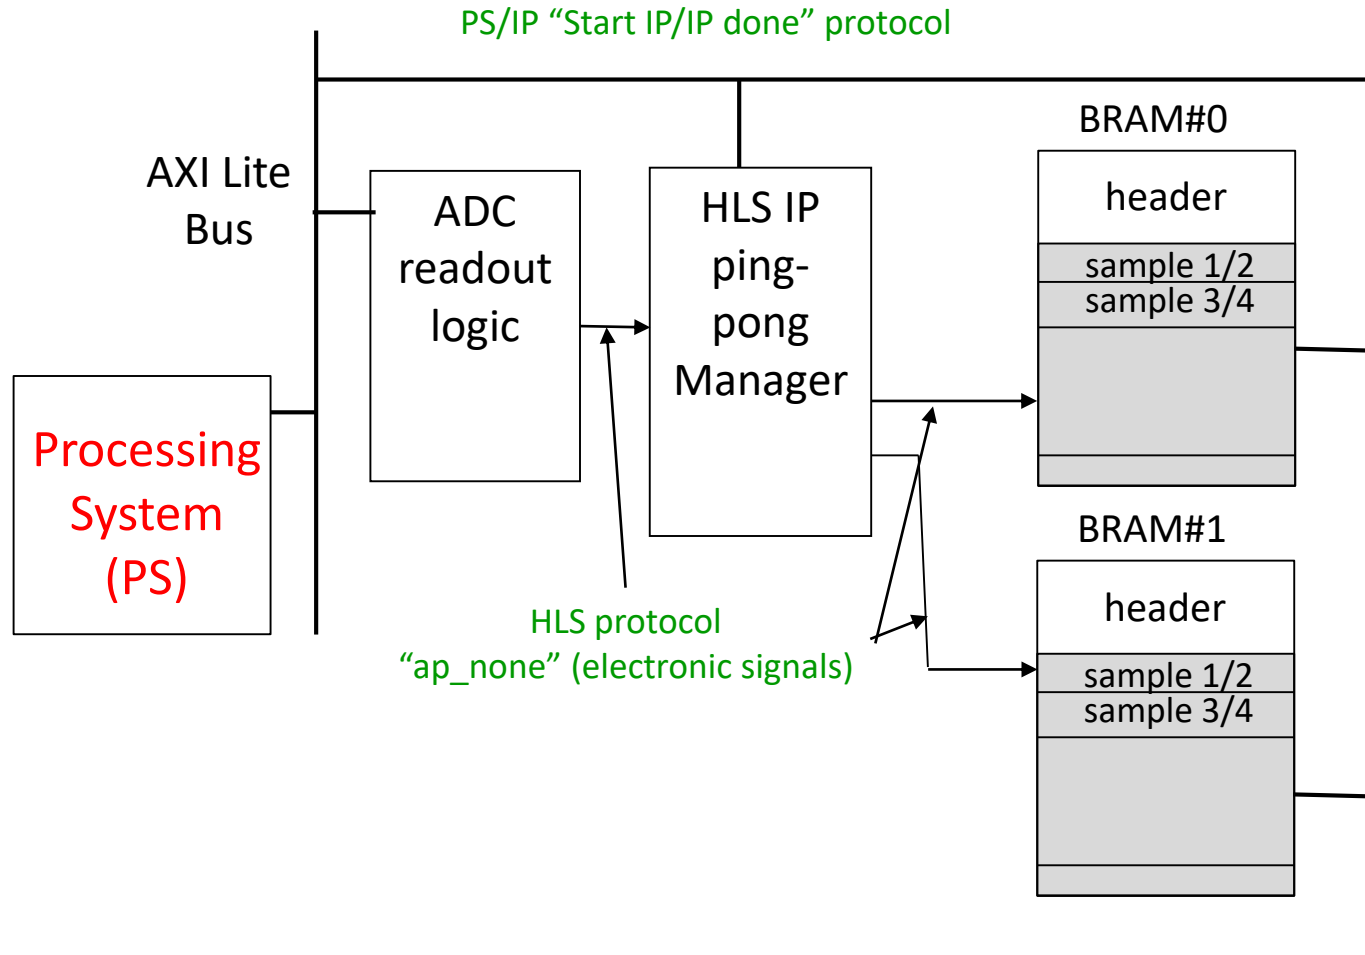 PS/IP “Start IP/IP done” protocol
AXI Lite
Bus
ADC
readout
logic
HLS IP
ping-
pong
Manager
BRAM#0
header
sample 1/2
sample 3/4
Processing
System
(PS)
HLS protocol
“ap_none” (electronic signals)
BRAM#1
header
sample 1/2
sample 3/4